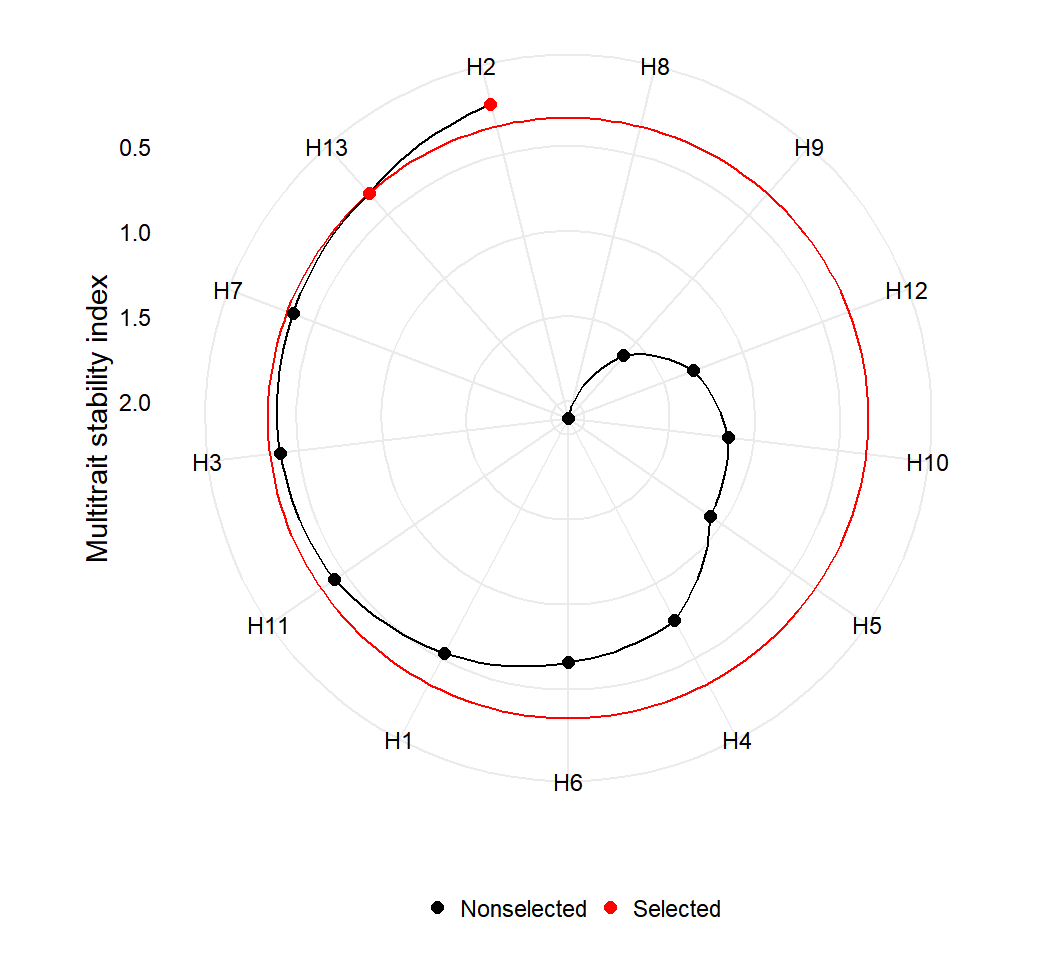 H2
H8
0.5
H13
H9
1.0
H7
H12
Multitrait stability index
1.5
2.0
H3
H10
H11
H5
H1
H4
H6
Nonselected
Selected